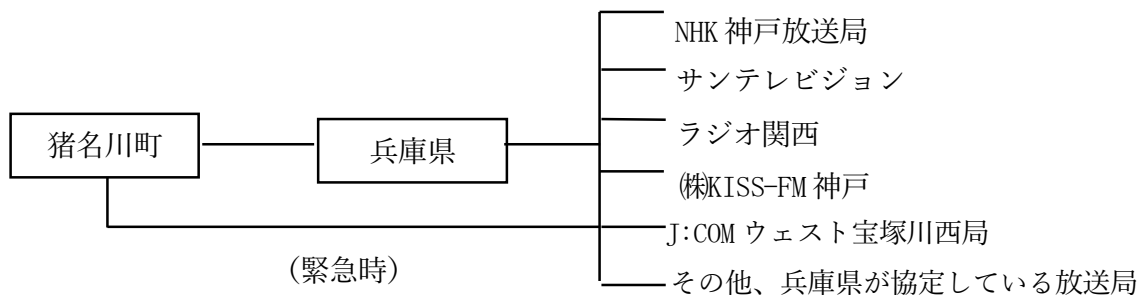 NHK神戸放送局
サンテレビジョン
猪名川町
兵庫県
ラジオ関西
㈱KISS-FM神戸
J:COMウェスト宝塚川西局
(緊急時)
その他、兵庫県が協定している放送局